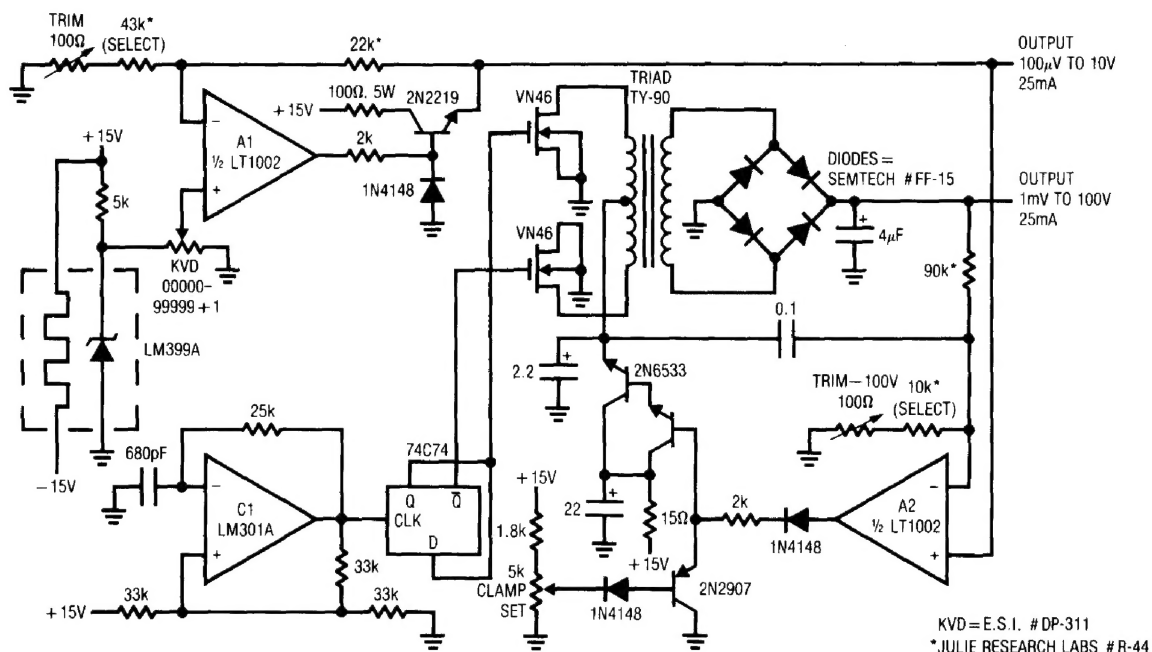 TRIM
100Ω
43k*
(SELECT)
22k*
OUTPUT
100µV TO 10V
25mA
TRIAD
TY-90
VN46
100Ω, 5W
2N2219
+15V
+15V
−
A1
½ LT1002
+
2k
1N4148
5k
DIODES =
SEMTECH #FF-15
OUTPUT
1mV TO 100V
25mA
VN46
+
4µF
KVD
00000-
99999+1
90k*
0.1
LM399A
+
2.2
2N6533
TRIM—100V
100Ω
10k*
(SELECT)
25k
680pF
−15V
74C74
Q
Q̅
CLK
D
−
C1
LM301A
+
+15V
1.8k
+
22
15Ω
+15V
2k
1N4148
−
A2
½ LT1002
+
33k
5k
CLAMP
SET
1N4148
2N2907
+15V
33k
33k
KVD = E.S.I. # DP-311
*JULIE RESEARCH LABS # R-44